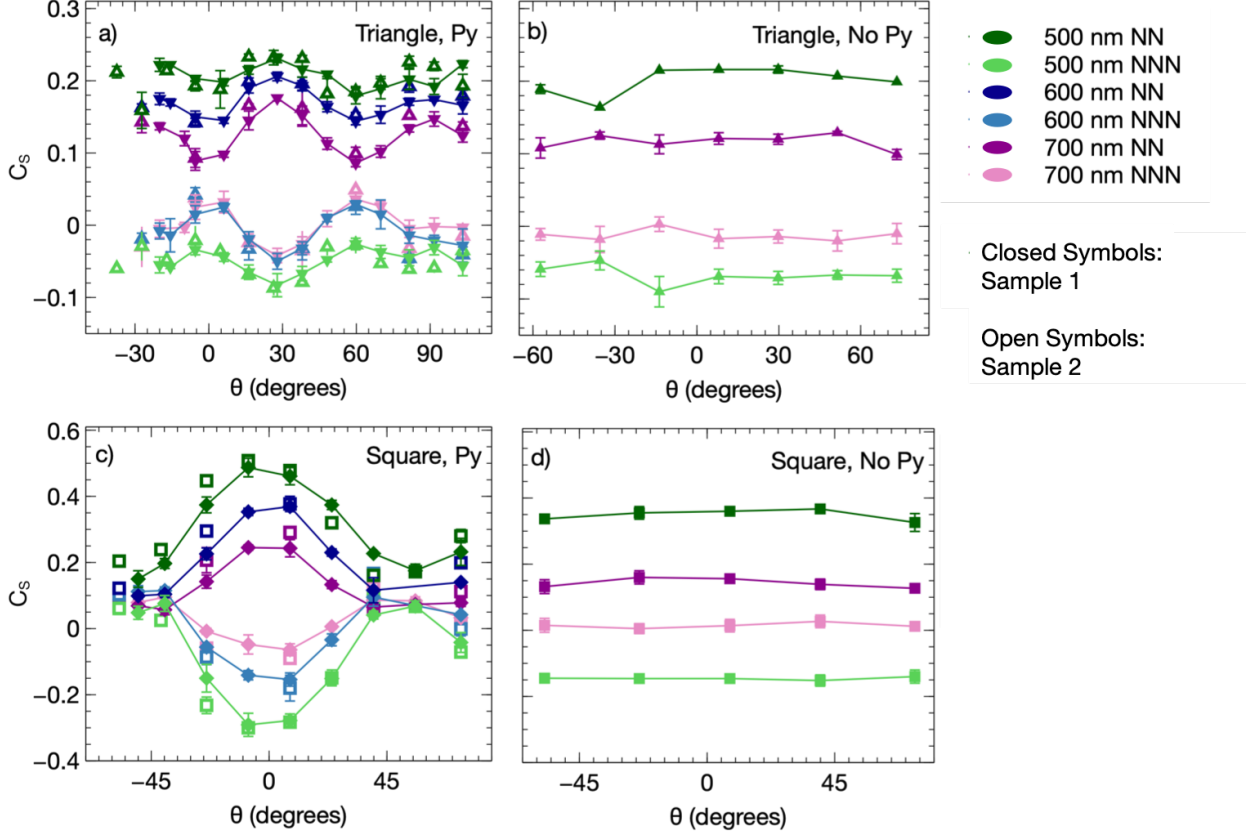 a) Triangle, Py
0.3
0.2
0.1
0
−0.1
Cs
−30 0 30 60 90
θ (degrees)
b) Triangle, No Py
−60 −30 0 30 60
θ (degrees)
500 nm NN
500 nm NNN
600 nm NN
600 nm NNN
700 nm NN
700 nm NNN
Closed Symbols:
Sample 1
Open Symbols:
Sample 2
c) Square, Py
0.6
0.4
0.2
0
−0.2
−0.4
Cs
−45 0 45
θ (degrees)
d) Square, No Py
−45 0 45
θ (degrees)